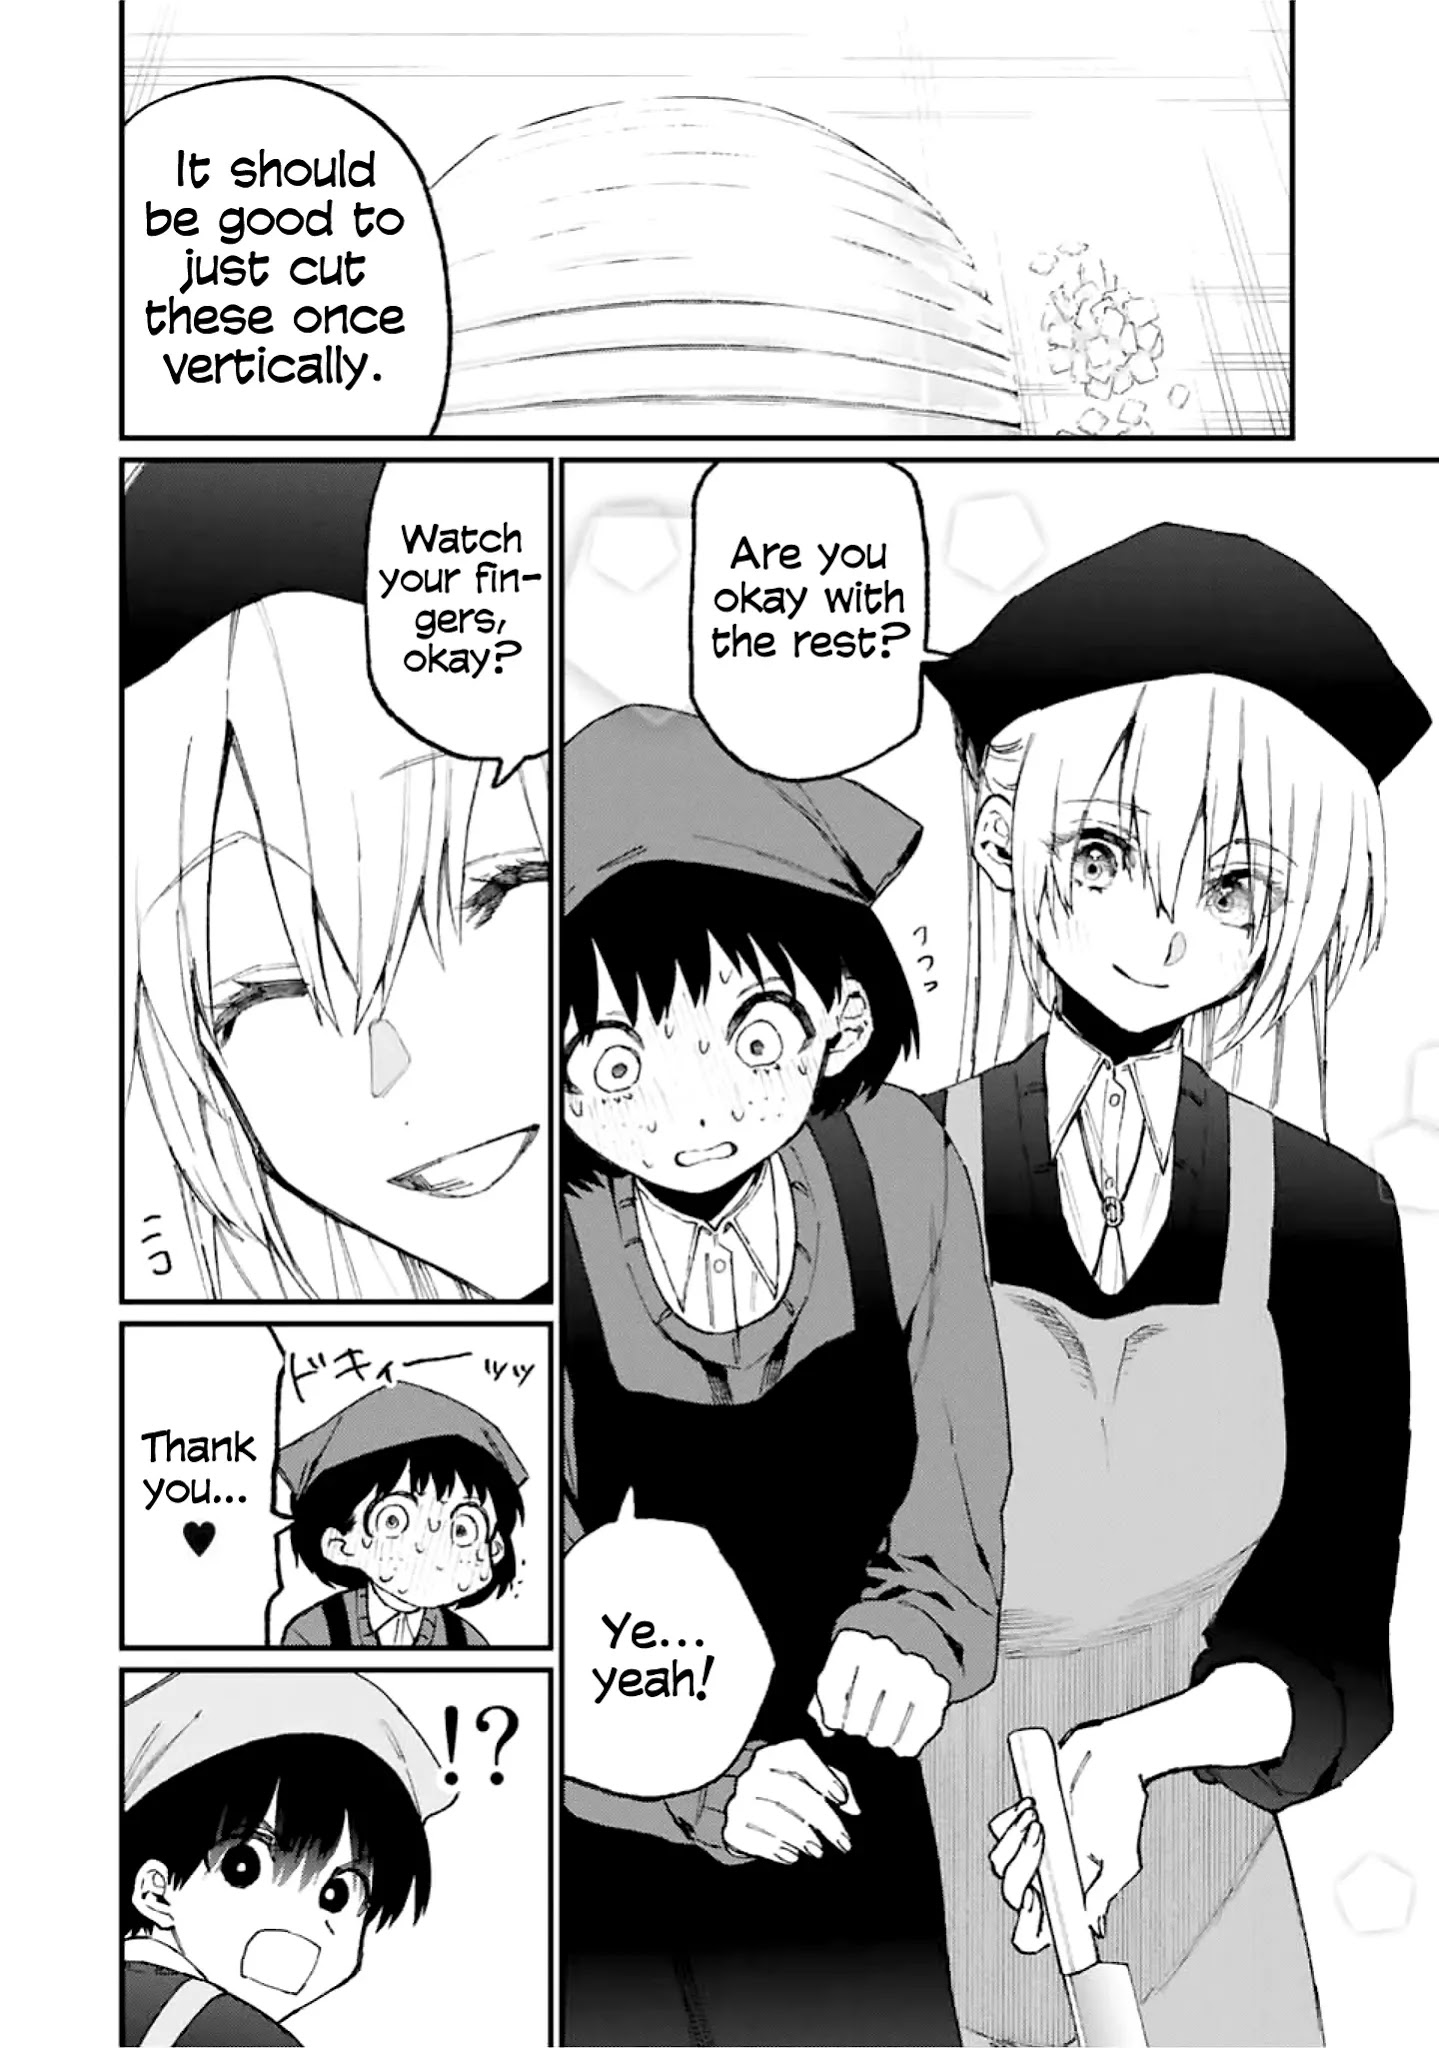 It should
be good to
just cut
these once
vertically.
Are you
okay with
the rest?
フフフ
Ye...
yeah!
Watch
your fin-
gers,
okay?
ニコ
ドキィーッッ
Thank
you...
♥
!?